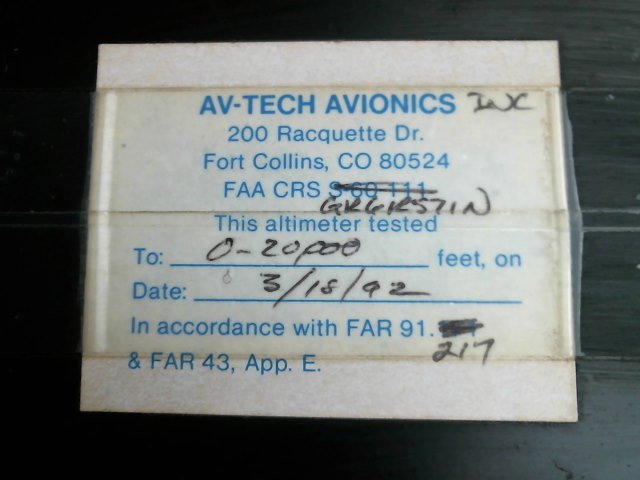 AV-TECH AVIONICS INC
200 Racquette Dr.
Fort Collins, CO 80524
FAA CRS S-60-111
GR6R571N
This altimeter tested
To: 0-20,000 feet, on
Date: 3/18/92
In accordance with FAR 91.
217
& FAR 43, App. E.